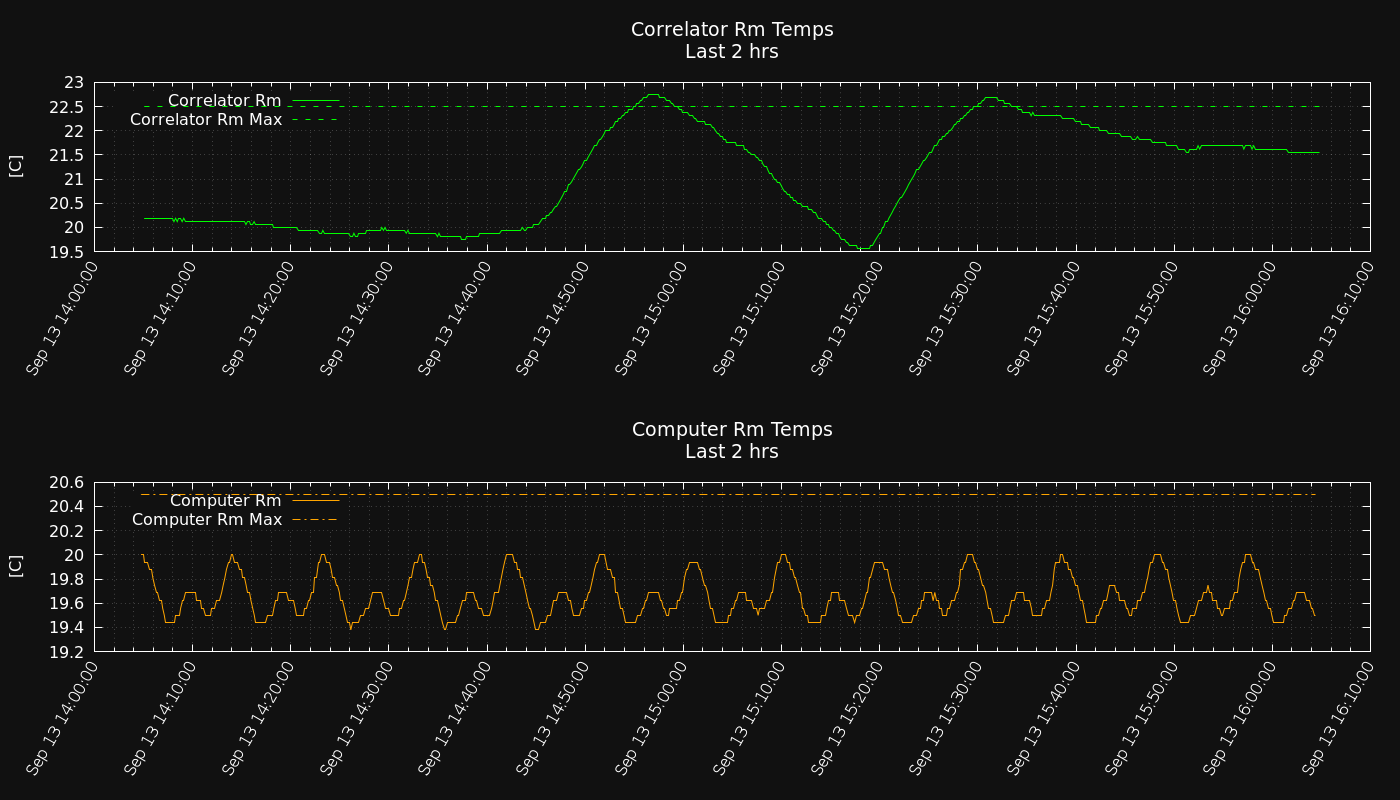 Correlator Rm Temps
Last 2 hrs
23
22.5
22
21.5
21
20.5
20
19.5
[C]
Correlator Rm
Correlator Rm Max
Sep 13 14:00:00
Sep 13 14:10:00
Sep 13 14:20:00
Sep 13 14:30:00
Sep 13 14:40:00
Sep 13 14:50:00
Sep 13 15:00:00
Sep 13 15:10:00
Sep 13 15:20:00
Sep 13 15:30:00
Sep 13 15:40:00
Sep 13 15:50:00
Sep 13 16:00:00
Sep 13 16:10:00
Computer Rm Temps
Last 2 hrs
20.6
20.4
20.2
20
19.8
19.6
19.4
19.2
[C]
Computer Rm
Computer Rm Max
Sep 13 14:00:00
Sep 13 14:10:00
Sep 13 14:20:00
Sep 13 14:30:00
Sep 13 14:40:00
Sep 13 14:50:00
Sep 13 15:00:00
Sep 13 15:10:00
Sep 13 15:20:00
Sep 13 15:30:00
Sep 13 15:40:00
Sep 13 15:50:00
Sep 13 16:00:00
Sep 13 16:10:00